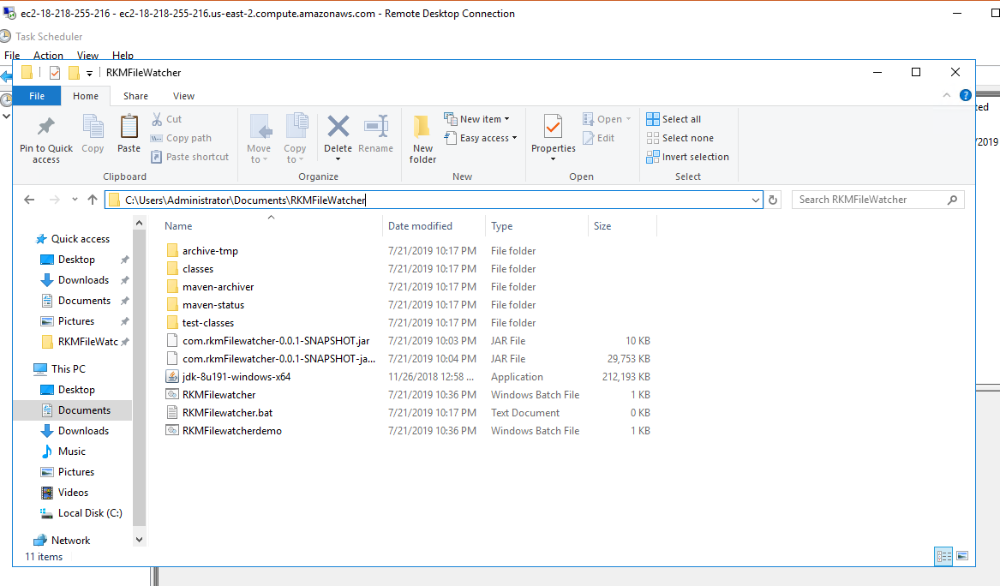 ec2-18-218-255-216 - ec2-18-218-255-216.us-east-2.compute.amazonaws.com - Remote Desktop Connection
Task Scheduler
File Action View Help
RKMFileWatcher
File Home Share View
Pin to Quick access
Copy
Paste
Cut
Copy path
Paste shortcut
Clipboard
Move to
Copy to
Delete
Rename
Organize
New folder
New item
Easy access
New
Properties
Open
Edit
Open
Select all
Select none
Invert selection
Select
ted
/2019
C:\Users\Administrator\Documents\RKMFileWatcher
Search RKMFileWatcher
Quick access
Desktop
Downloads
Documents
Pictures
RKMFileWatc
This PC
Desktop
Documents
Downloads
Music
Pictures
Videos
Local Disk (C:)
Network
Name Date modified Type Size
archive-tmp 7/21/2019 10:17 PM File folder
classes 7/21/2019 10:17 PM File folder
maven-archiver 7/21/2019 10:17 PM File folder
maven-status 7/21/2019 10:17 PM File folder
test-classes 7/21/2019 10:17 PM File folder
com.rkmFilewatcher-0.0.1-SNAPSHOT.jar 7/21/2019 10:03 PM JAR File 10 KB
com.rkmFilewatcher-0.0.1-SNAPSHOT-ja... 7/21/2019 10:04 PM JAR File 29,753 KB
jdk-8u191-windows-x64 11/26/2018 12:58 ... Application 212,193 KB
RKMFilewatcher 7/21/2019 10:36 PM Windows Batch File 1 KB
RKMFilewatcher.bat 7/21/2019 10:17 PM Text Document 0 KB
RKMFilewatcherdemo 7/21/2019 10:36 PM Windows Batch File 1 KB
11 items